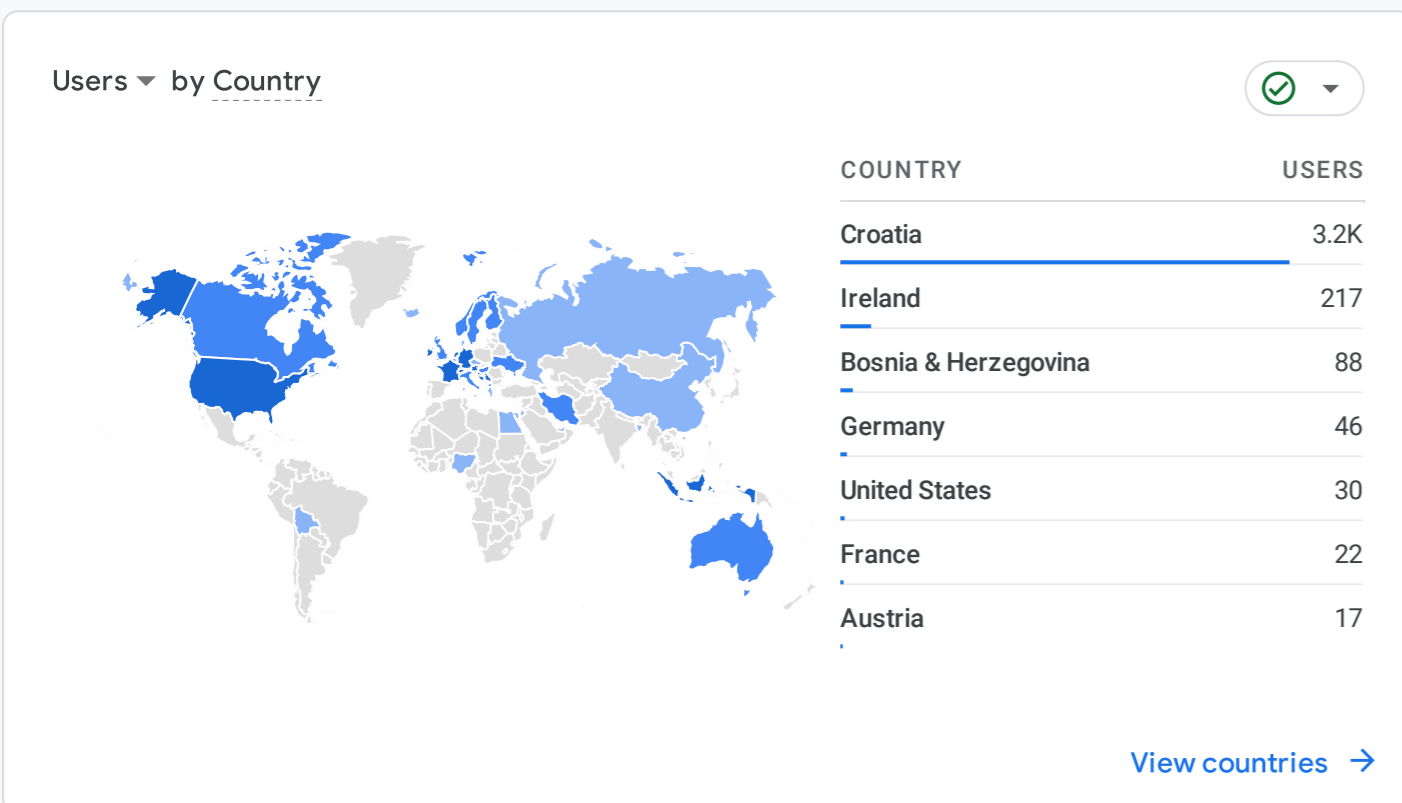 Users by Country
COUNTRY USERS
Croatia 3.2K
Ireland 217
Bosnia & Herzegovina 88
Germany 46
United States 30
France 22
Austria 17
View countries